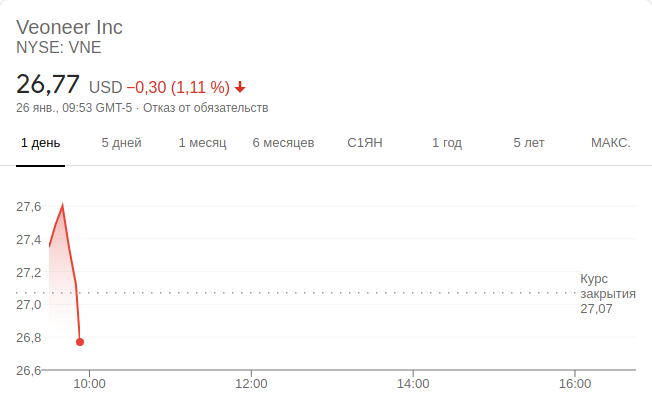 Veoneer Inc
NYSE: VNE
26,77 USD −0,30 (1,11 %)
26 янв., 09:53 GMT-5 · Отказ от обязательств
1 день 5 дней 1 месяц 6 месяцев С1ЯН 1 год 5 лет МАКС.
27,6
27,4
27,2
27,0
26,8
26,6
Курс
закрытия
27,07
10:00 12:00 14:00 16:00